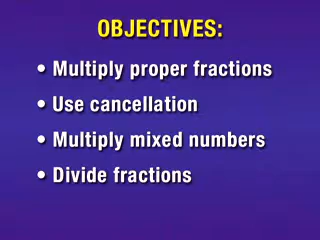 OBJECTIVES:
• Multiply proper fractions
• Use cancellation
• Multiply mixed numbers
• Divide fractions